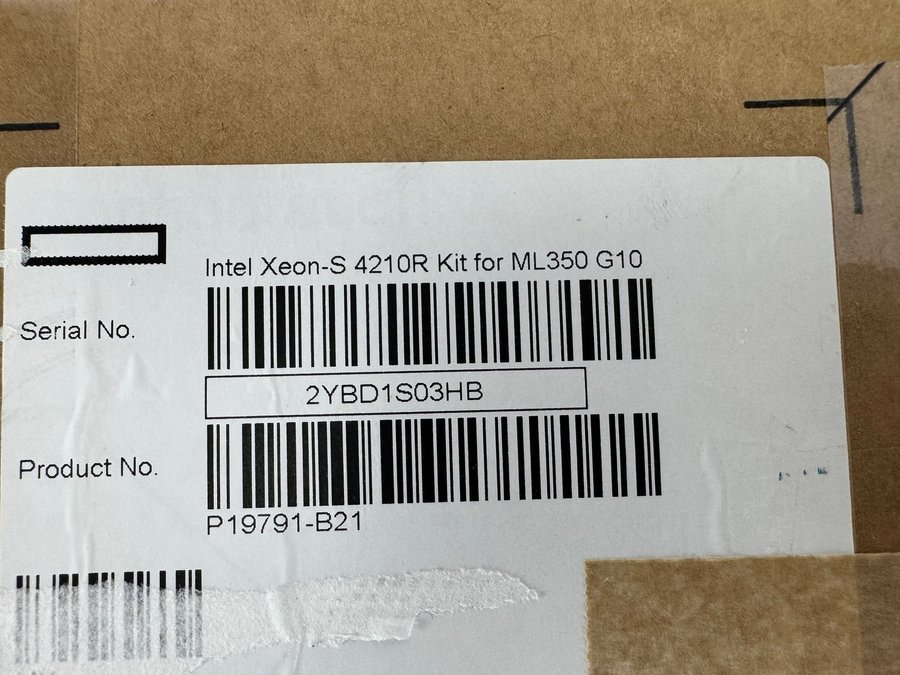 Intel Xeon-S 4210R Kit for ML350 G10
Serial No.
2YBD1S03HB
Product No.
P19791-B21